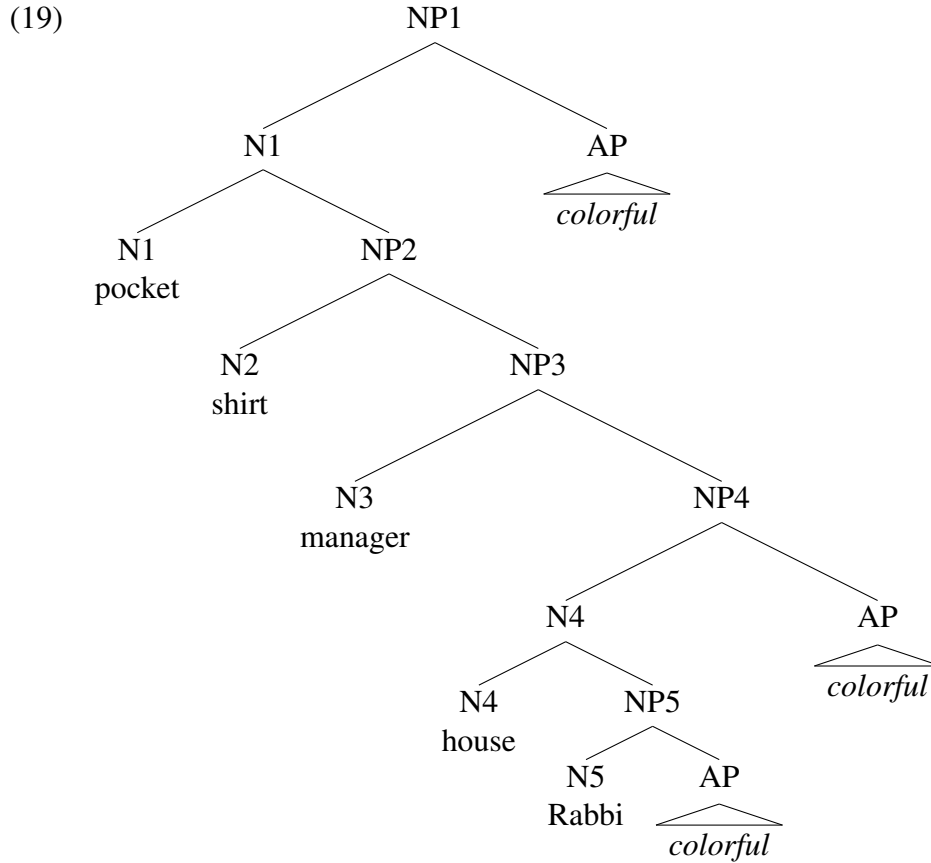 (19) NP1
N1 AP
colorful
N1 NP2
pocket
N2 NP3
shirt
N3 NP4
manager
N4 AP
colorful
N4 NP5
house
N5 AP
Rabbi colorful